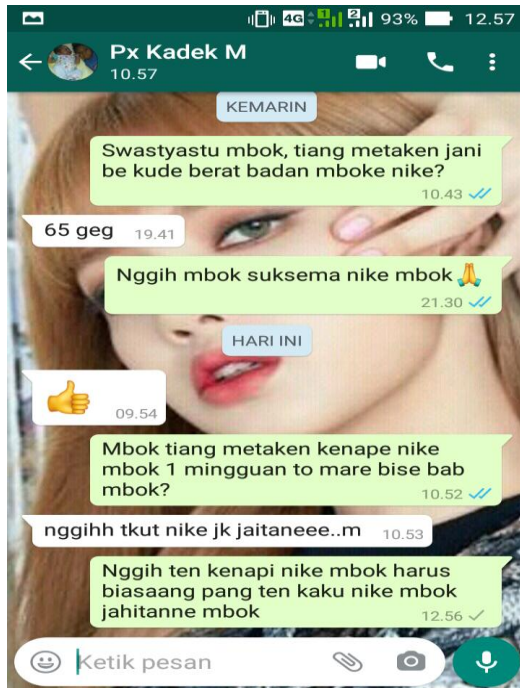 4G 1 2 93% 12.57
Px Kadek M
10.57
KEMARIN
Swastyastu mbok, tiang metaken jani
be kude berat badan mboke nike?
10.43
65 geg 19.41
Nggih mbok suksema nike mbok🙏
21.30
HARI INI
👍 09.54
Mbok tiang metaken kenape nike
mbok 1 mingguan to mare bise bab
mbok?
10.52
nggihh tkut nike jk jaitaneee..m 10.53
Nggih ten kenapi nike mbok harus
biasaang pang ten kaku nike mbok
jahitanne mbok
12.56
Ketik pesan